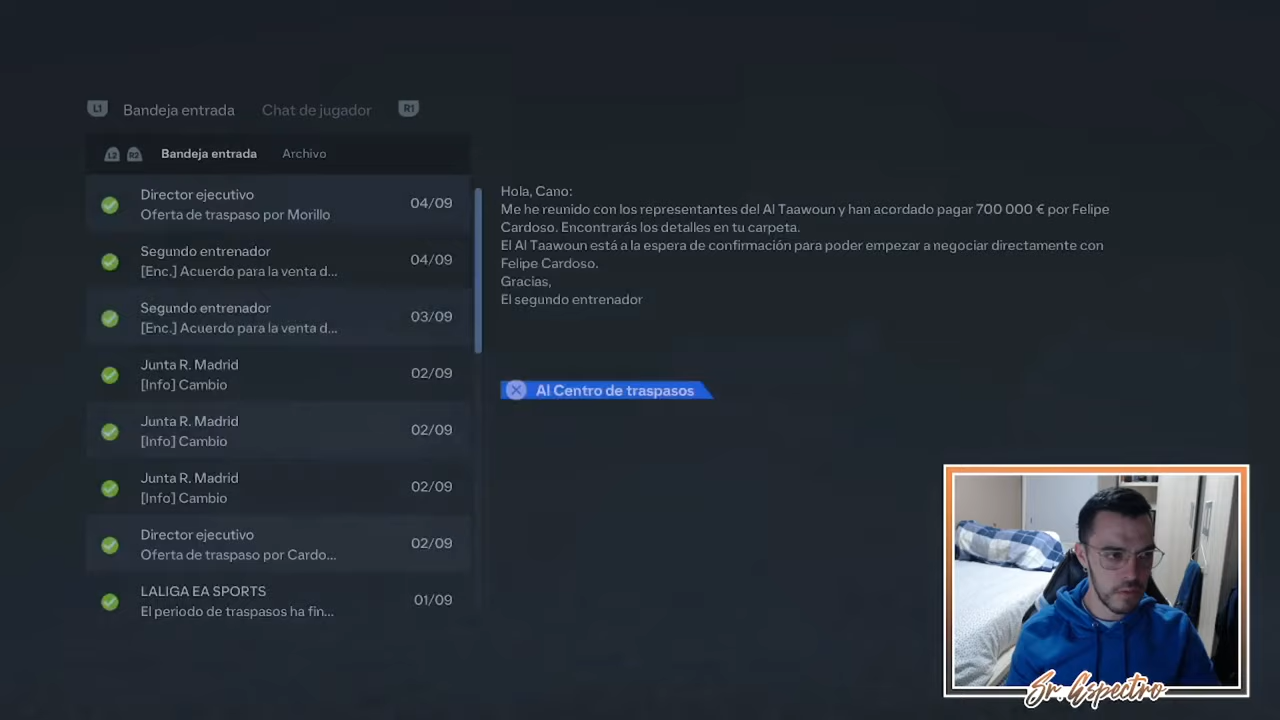 L1 Bandeja entrada Chat de jugador R1
L2 R2 Bandeja entrada Archivo
Director ejecutivo 04/09
Oferta de traspaso por Morillo
Segundo entrenador 04/09
[Enc.] Acuerdo para la venta d...
Segundo entrenador 03/09
[Enc.] Acuerdo para la venta d...
Junta R. Madrid 02/09
[Info] Cambio
Junta R. Madrid 02/09
[Info] Cambio
Junta R. Madrid 02/09
[Info] Cambio
Director ejecutivo 02/09
Oferta de traspaso por Cardo...
LALIGA EA SPORTS 01/09
El periodo de traspasos ha fin...
Hola, Cano:
Me he reunido con los representantes del Al Taawoun y han acordado pagar 700 000 € por Felipe
Cardoso. Encontrarás los detalles en tu carpeta.
El Al Taawoun está a la espera de confirmación para poder empezar a negociar directamente con
Felipe Cardoso.
Gracias,
El segundo entrenador
Al Centro de traspasos
Sr. Aspectro